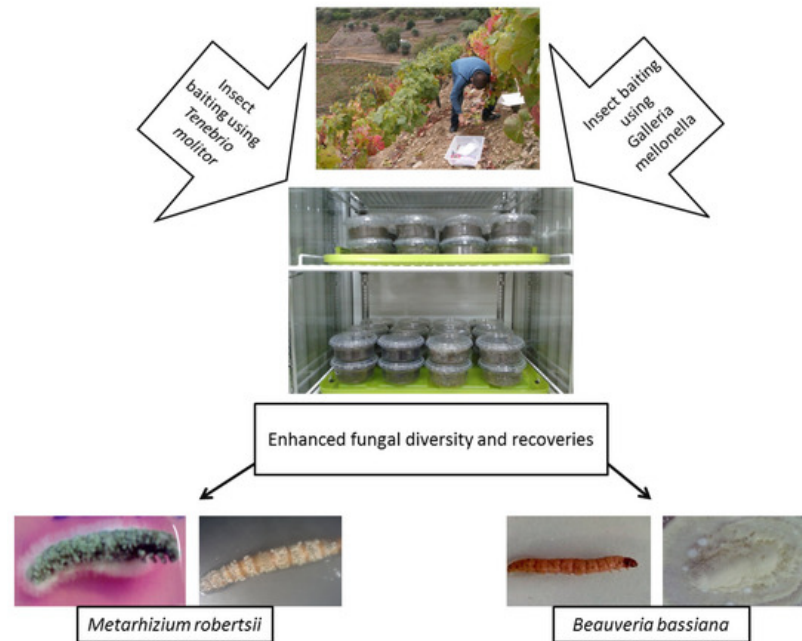 Insect
baiting using
Tenebrio
molitor
Insect baiting
using
Galleria
mellonella
Enhanced fungal diversity and recoveries
Metarhizium robertsii
Beauveria bassiana